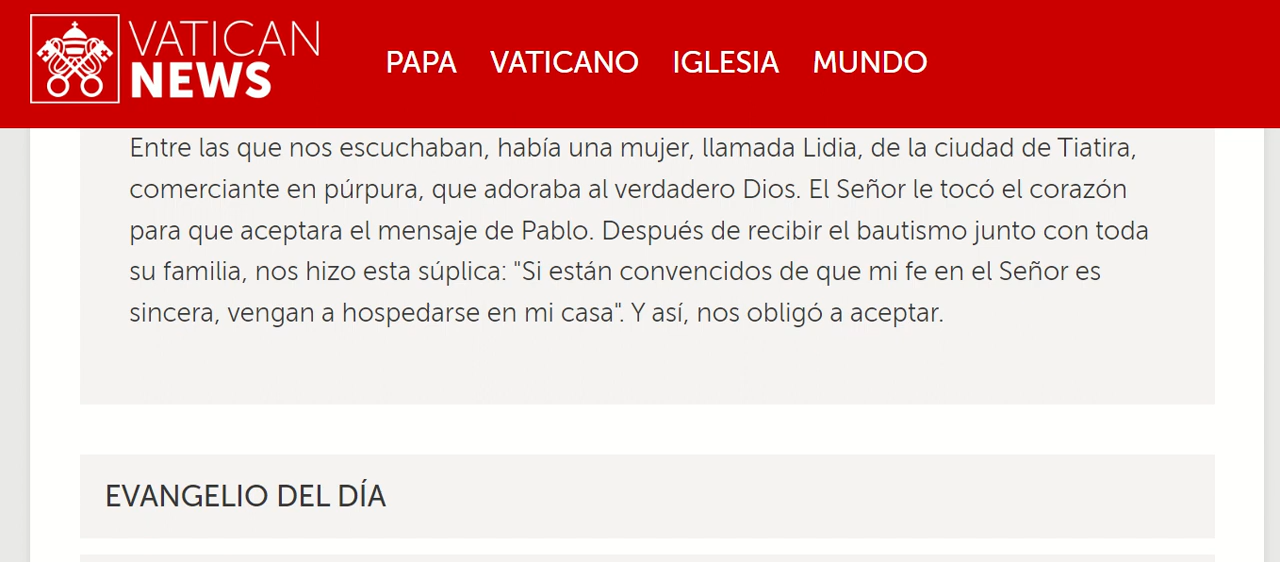 VATICAN
NEWS
PAPA VATICANO IGLESIA MUNDO
Entre las que nos escuchaban, había una mujer, llamada Lidia, de la ciudad de Tiatira,
comerciante en púrpura, que adoraba al verdadero Dios. El Señor le tocó el corazón
para que aceptara el mensaje de Pablo. Después de recibir el bautismo junto con toda
su familia, nos hizo esta súplica: "Si están convencidos de que mi fe en el Señor es
sincera, vengan a hospedarse en mi casa". Y así, nos obligó a aceptar.
EVANGELIO DEL DÍA